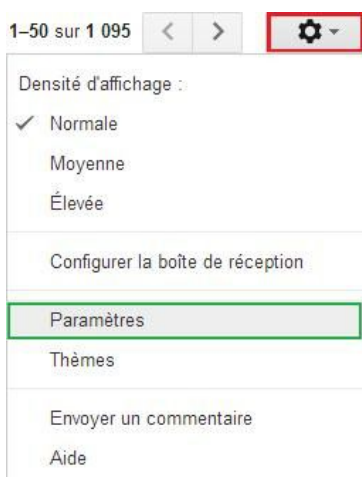 1–50 sur 1 095
Densité d'affichage :
Normale
Moyenne
Élevée
Configurer la boîte de réception
Paramètres
Thèmes
Envoyer un commentaire
Aide